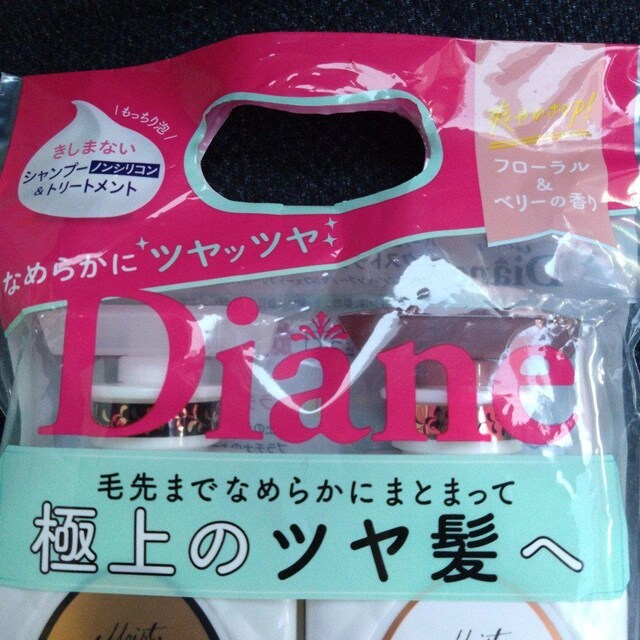 もっちり泡
きしまない
シャンプー ノンシリコン
&トリートメント
フローラル
&
ベリーの香り
なめらかに ツヤッツヤ
Diane
毛先までなめらかにまとまって
極上のツヤ髪へ
Moist
Moist